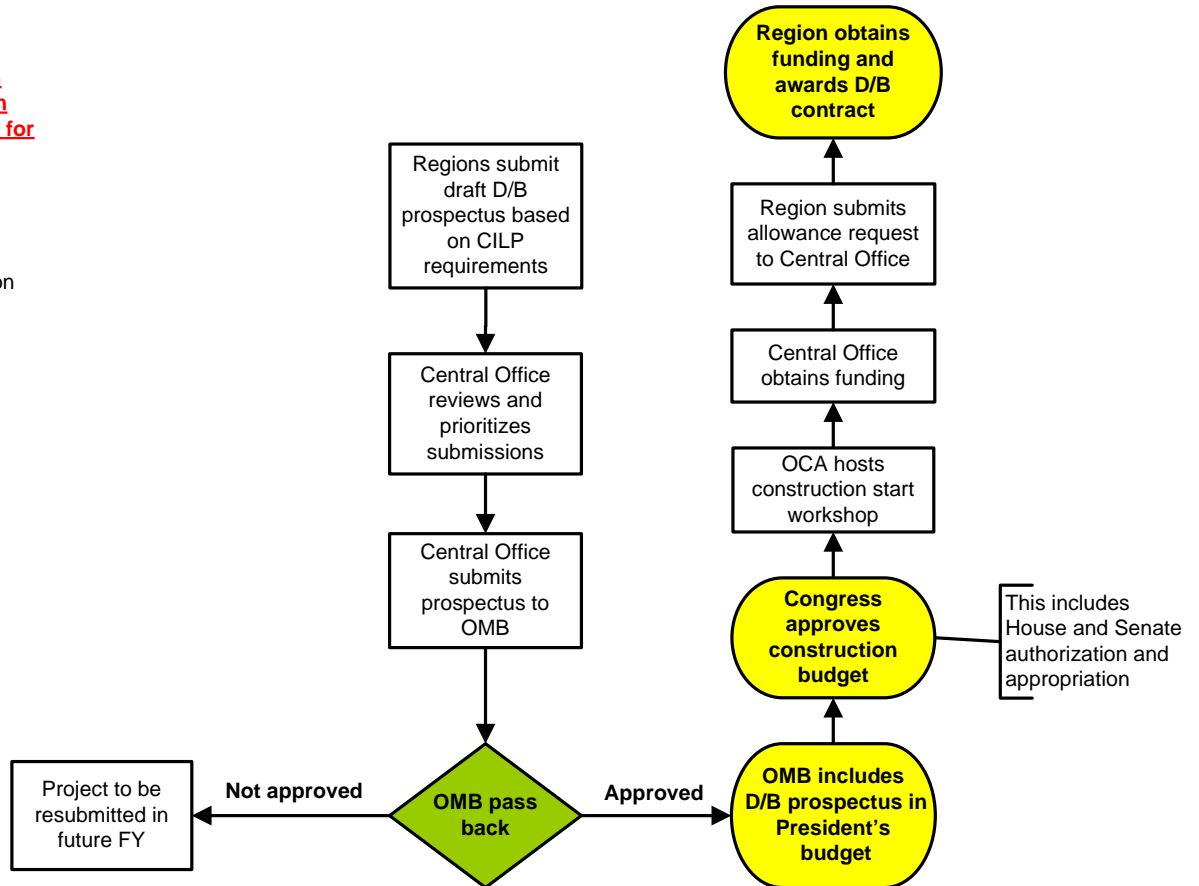 for
on
Regions submit
draft D/B
prospectus based
on CILP
requirements
Central Office
reviews and
prioritizes
submissions
Central Office
submits
prospectus to
OMB
OMB pass
back
Not approved
Project to be
resubmitted in
future FY
Approved
OMB includes
D/B prospectus in
President's
budget
Congress
approves
construction
budget
This includes
House and Senate
authorization and
appropriation
OCA hosts
construction start
workshop
Central Office
obtains funding
Region submits
allowance request
to Central Office
Region obtains
funding and
awards D/B
contract